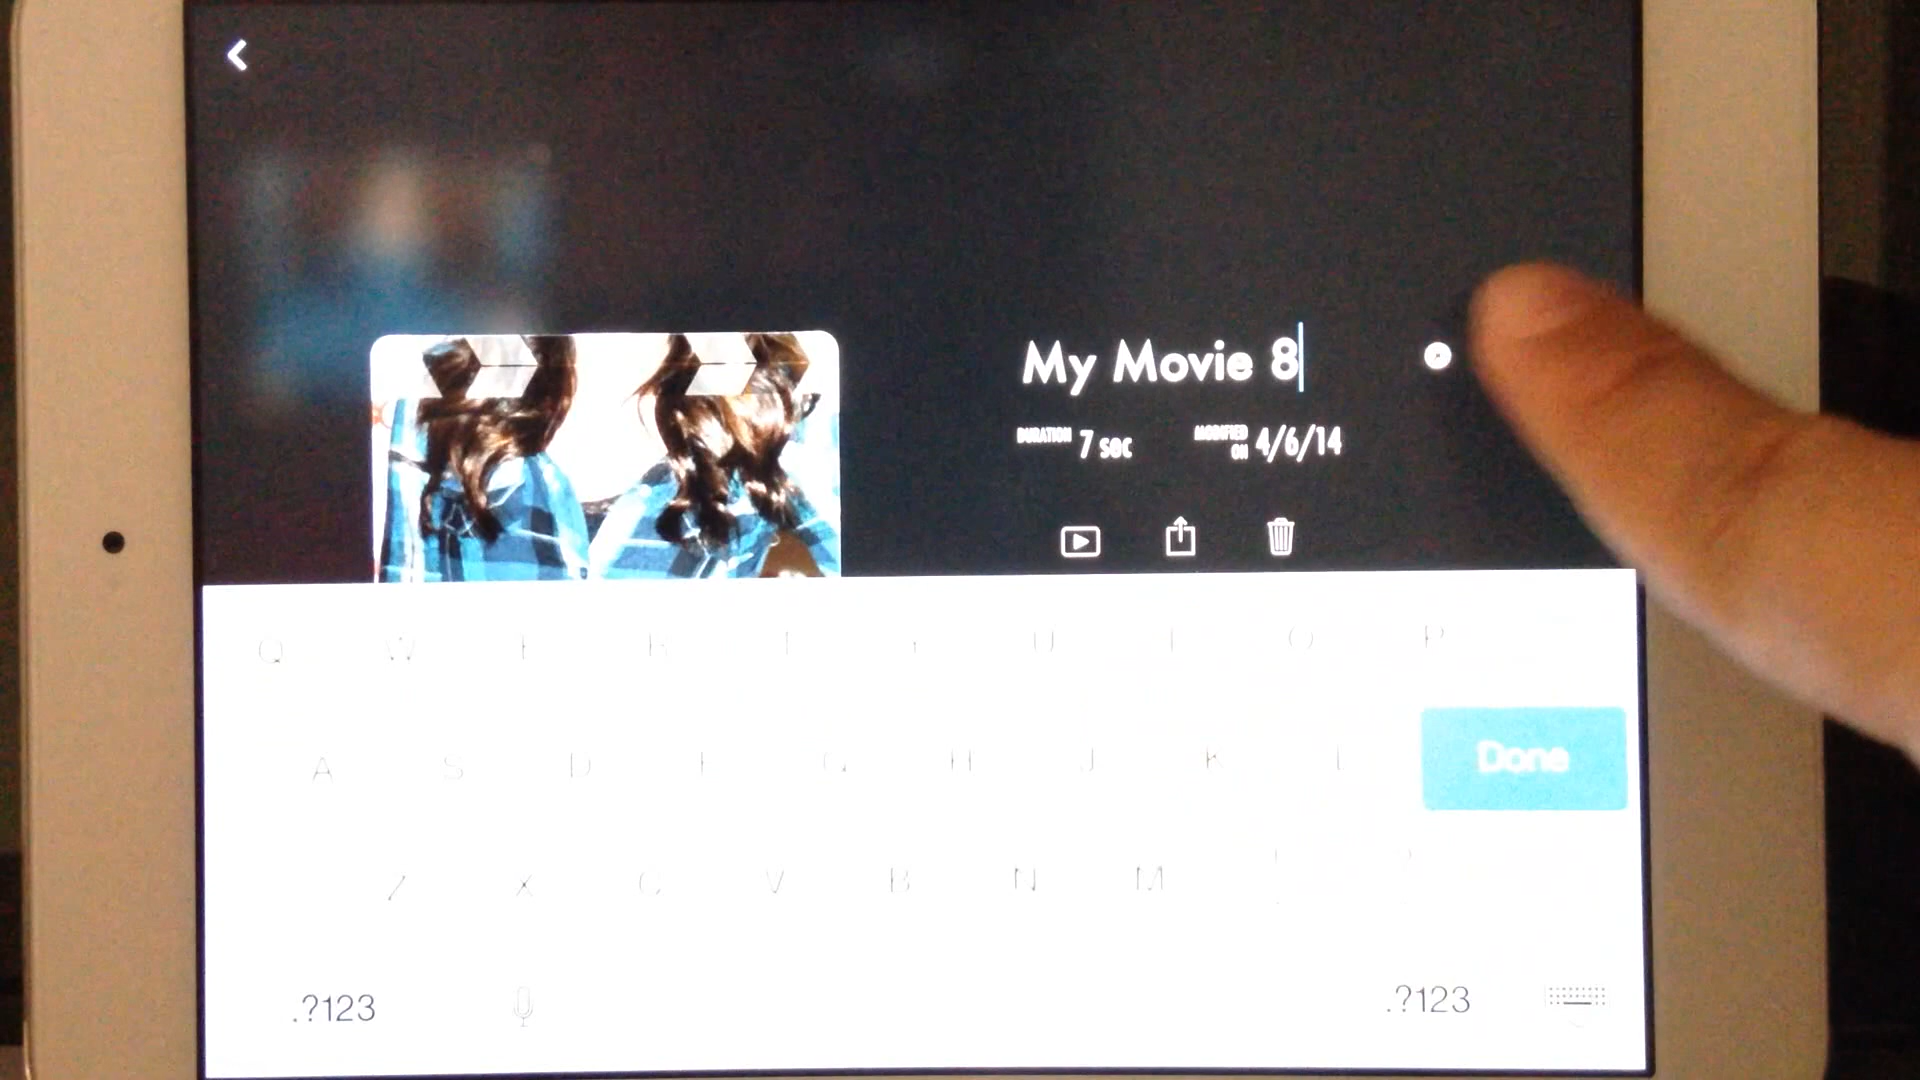 My Movie 8
DURATION 7 sec MODIFIED ON 4/6/14
Q W R U O P
A S D H J K L Done
Z X C V B N M
.?123 .?123